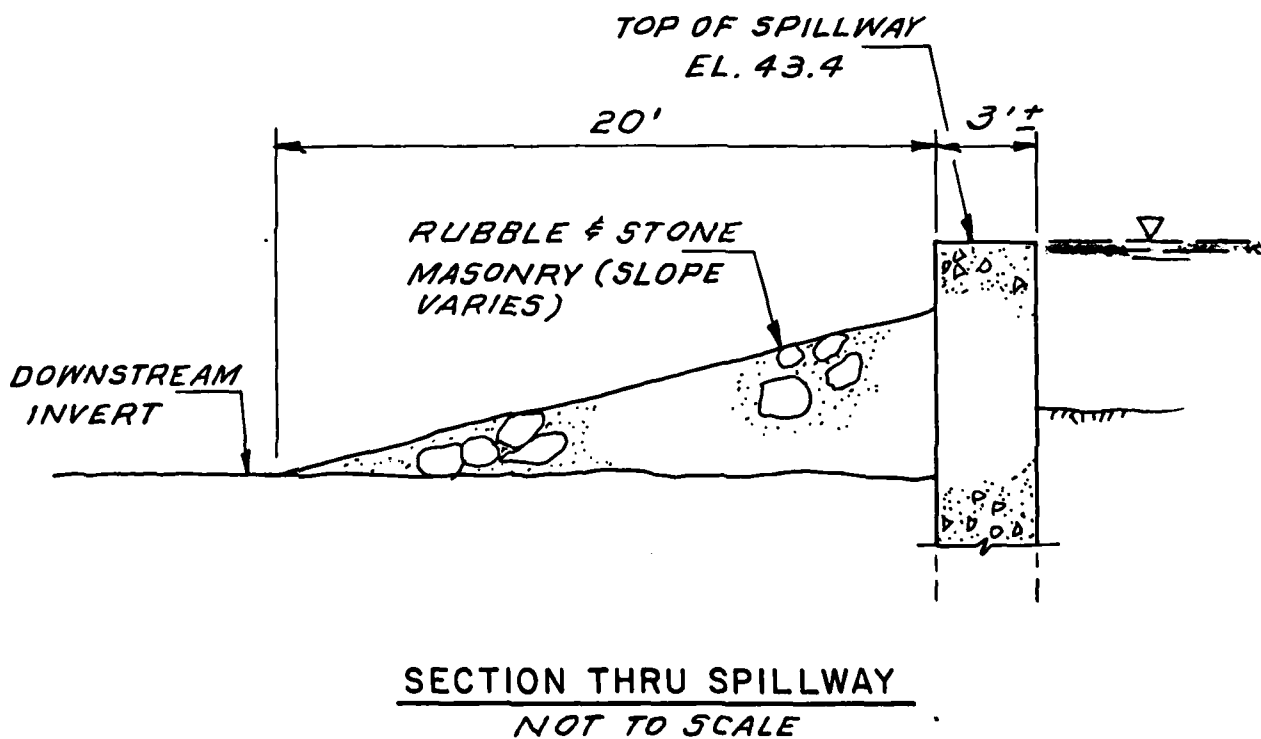 TOP OF SPILLWAY
EL. 43.4
20'
3'±
RUBBLE & STONE
MASONRY (SLOPE
VARIES)
DOWNSTREAM
INVERT
SECTION THRU SPILLWAY
NOT TO SCALE